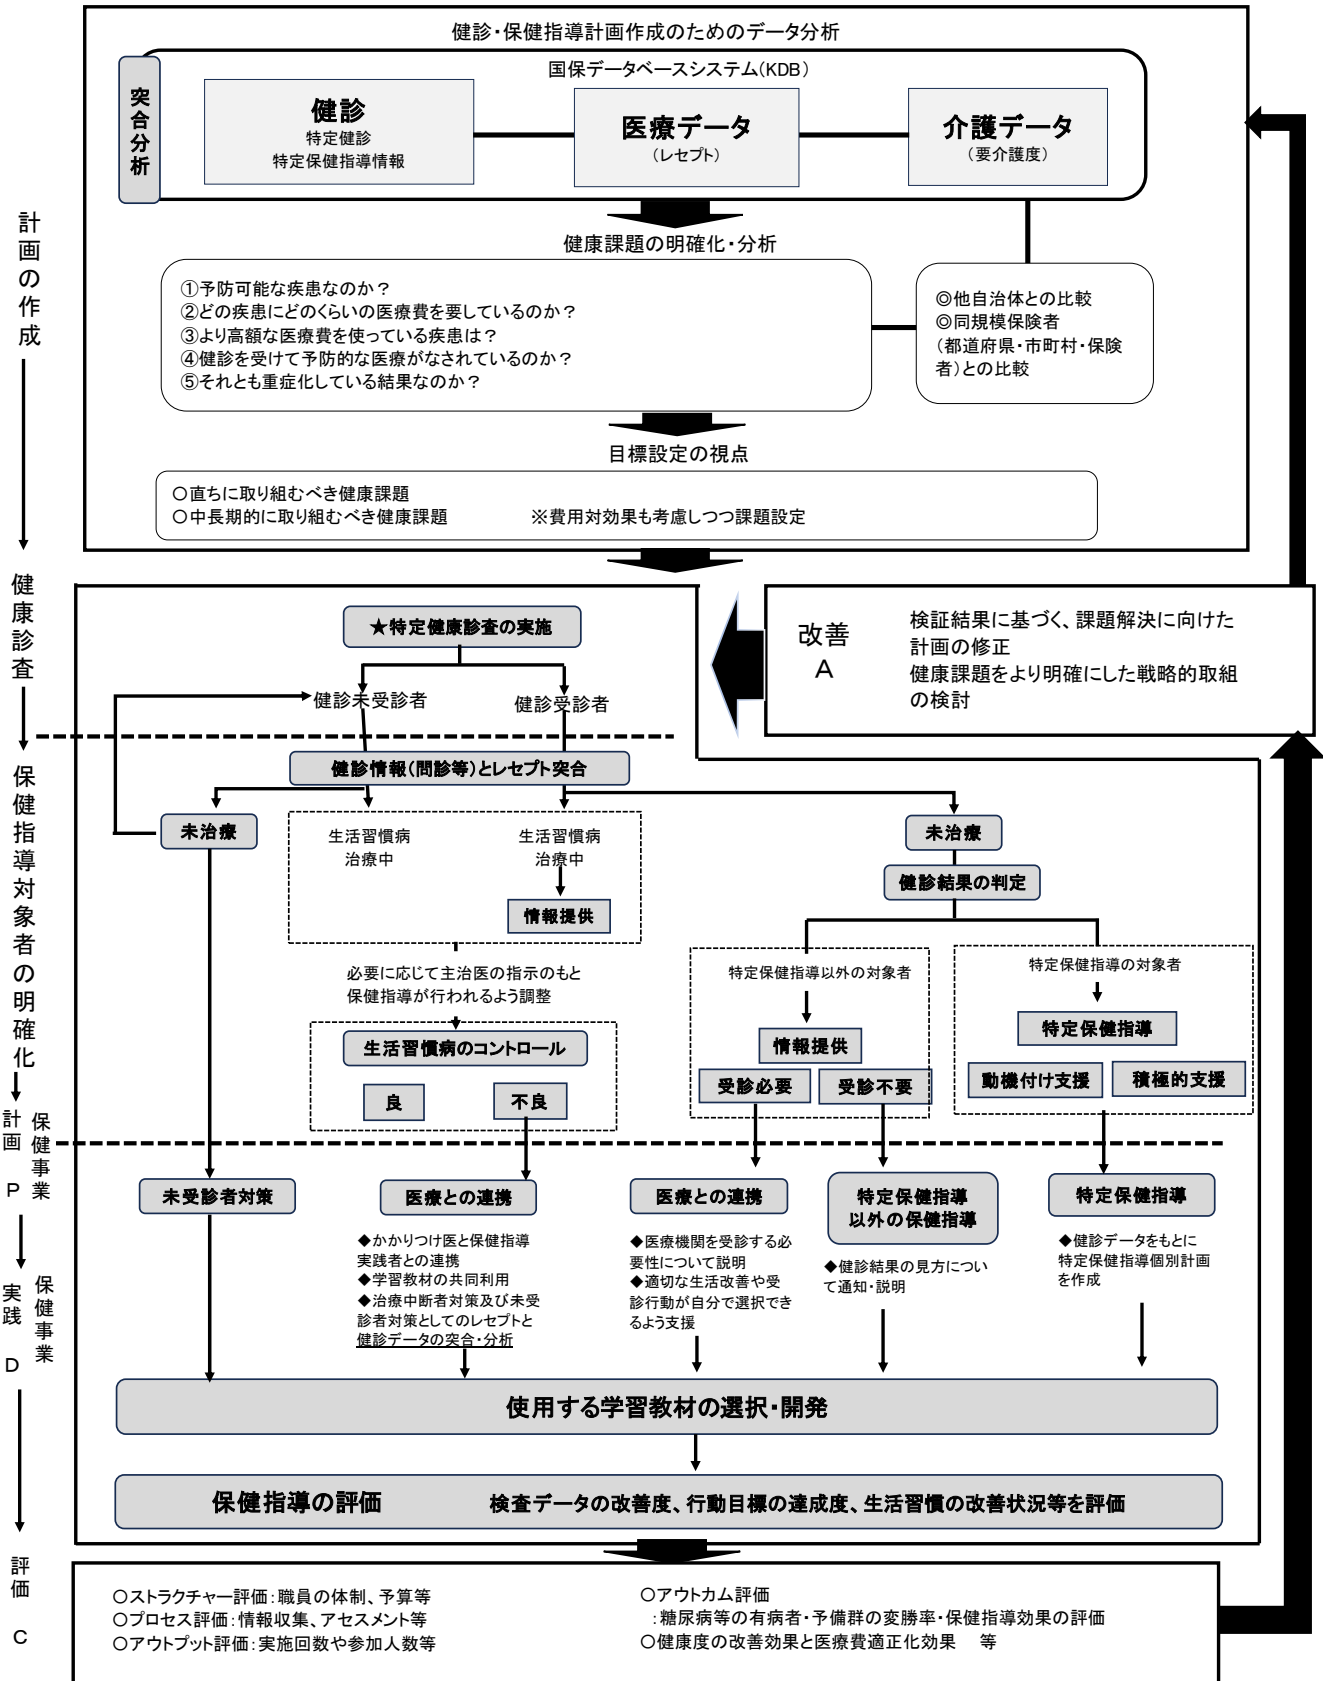 健診・保健指導計画作成のためのデータ分析
国保データベースシステム(KDB)
突合分析
健診
特定健診
特定保健指導情報
医療データ
(レセプト)
介護データ
(要介護度)
計画の作成
健康課題の明確化・分析
①予防可能な疾患なのか?
②どの疾患にどのくらいの医療費を要しているのか?
③より高額な医療費を使っている疾患は?
④健診を受けて予防的な医療がなされているのか?
⑤それとも重症化している結果なのか?
◎他自治体との比較
◎同規模保険者
(都道府県・市町村・保険
者)との比較
目標設定の視点
○直ちに取り組むべき健康課題
○中長期的に取り組むべき健康課題 ※費用対効果も考慮しつつ課題設定
健康診査
★特定健康診査の実施
健診未受診者
健診受診者
改善
A
検証結果に基づく、課題解決に向けた
計画の修正
健康課題をより明確にした戦略的取組
の検討
保健指導対象者の明確化
健診情報(問診等)とレセプト突合
未治療
生活習慣病
治療中
生活習慣病
治療中
情報提供
未治療
健診結果の判定
必要に応じて主治医の指示のもと
保健指導が行われるよう調整
生活習慣病のコントロール
良
不良
特定保健指導以外の対象者
情報提供
受診必要
受診不要
特定保健指導の対象者
特定保健指導
動機付け支援
積極的支援
保健事業
計画 P
未受診者対策
医療との連携
◆かかりつけ医と保健指導
実践者との連携
◆学習教材の共同利用
◆治療中断者対策及び未受
診者対策としてのレセプトと
健診データの突合・分析
医療との連携
◆医療機関を受診する必
要性について説明
◆適切な生活改善や受
診行動が自分で選択でき
るよう支援
特定保健指導
以外の保健指導
◆健診結果の見方につい
て通知・説明
特定保健指導
◆健診データをもとに
特定保健指導個別計画
を作成
保健事業
実践 D
使用する学習教材の選択・開発
保健指導の評価 検査データの改善度、行動目標の達成度、生活習慣の改善状況等を評価
評価 C
○ストラクチャー評価:職員の体制、予算等
○プロセス評価:情報収集、アセスメント等
○アウトプット評価:実施回数や参加人数等
○アウトカム評価
:糖尿病等の有病者・予備群の変勝率・保健指導効果の評価
○健康度の改善効果と医療費適正化効果 等